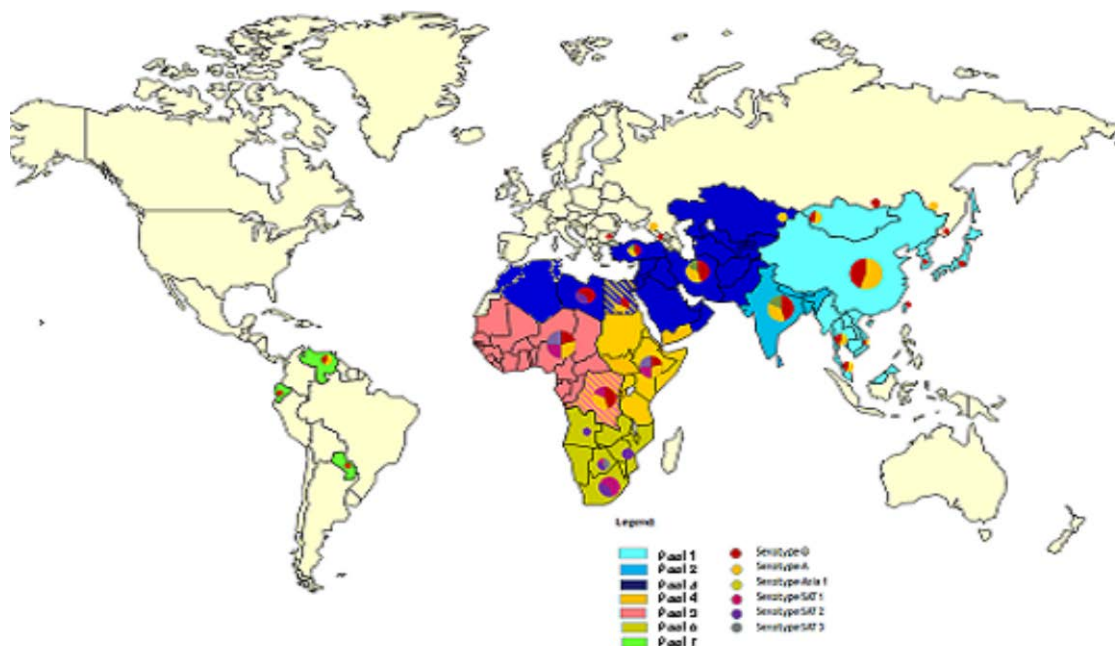 Legend:
Pool 1
Pool 2
Pool 3
Pool 4
Pool 5
Pool 6
Pool 7
Serotype O
Serotype A
Serotype Asia 1
Serotype SAT 1
Serotype SAT 2
Serotype SAT 3